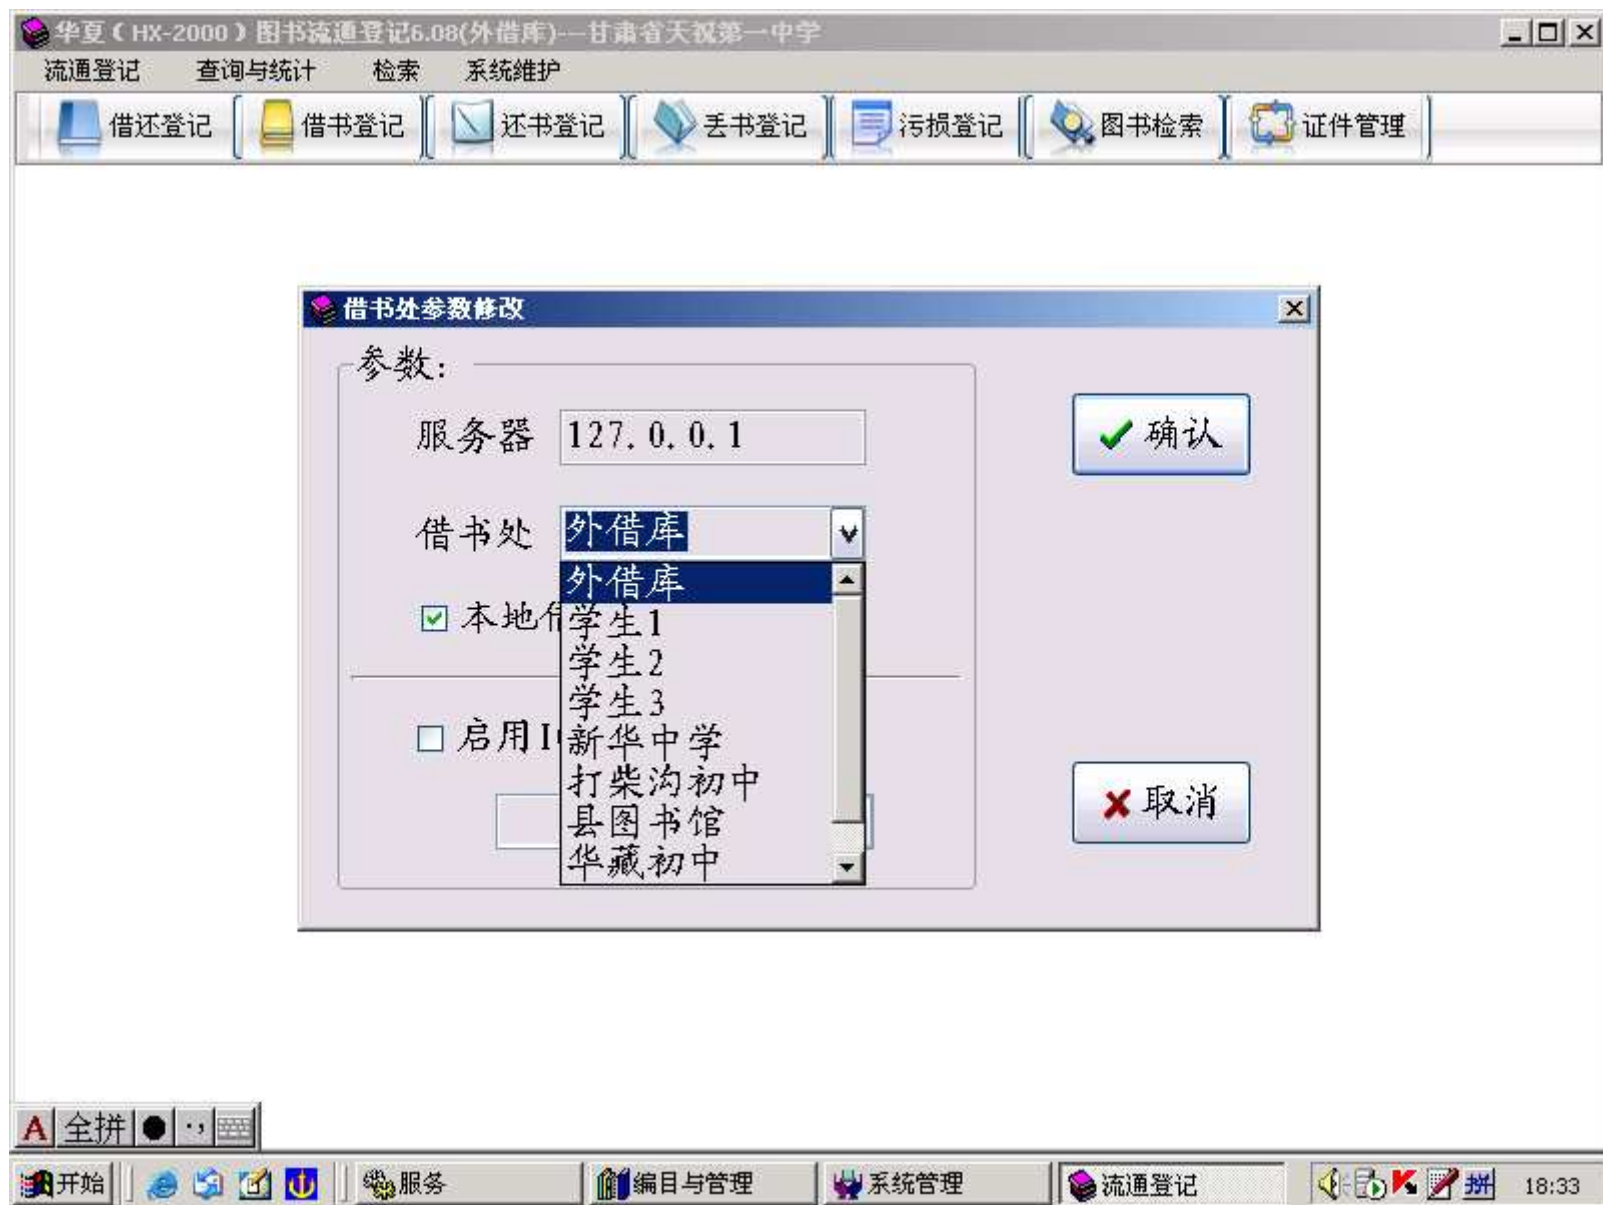 华夏（HX-2000）图书流通登记6.08(外借库)---甘肃省天祝第一中学
流通登记 查询与统计 检索 系统维护
借还登记 借书登记 还书登记 丢书登记 污损登记 图书检索 证件管理
借书处参数修改
参数:
服务器 127.0.0.1
确认
借书处 外借库
外借库
本地 学生1
学生2
学生3
启用I 新华中学
打柴沟初中
县图书馆
取消
华藏初中
A 全拼
开始 服务 编目与管理 系统管理 流通登记 拼 18:33